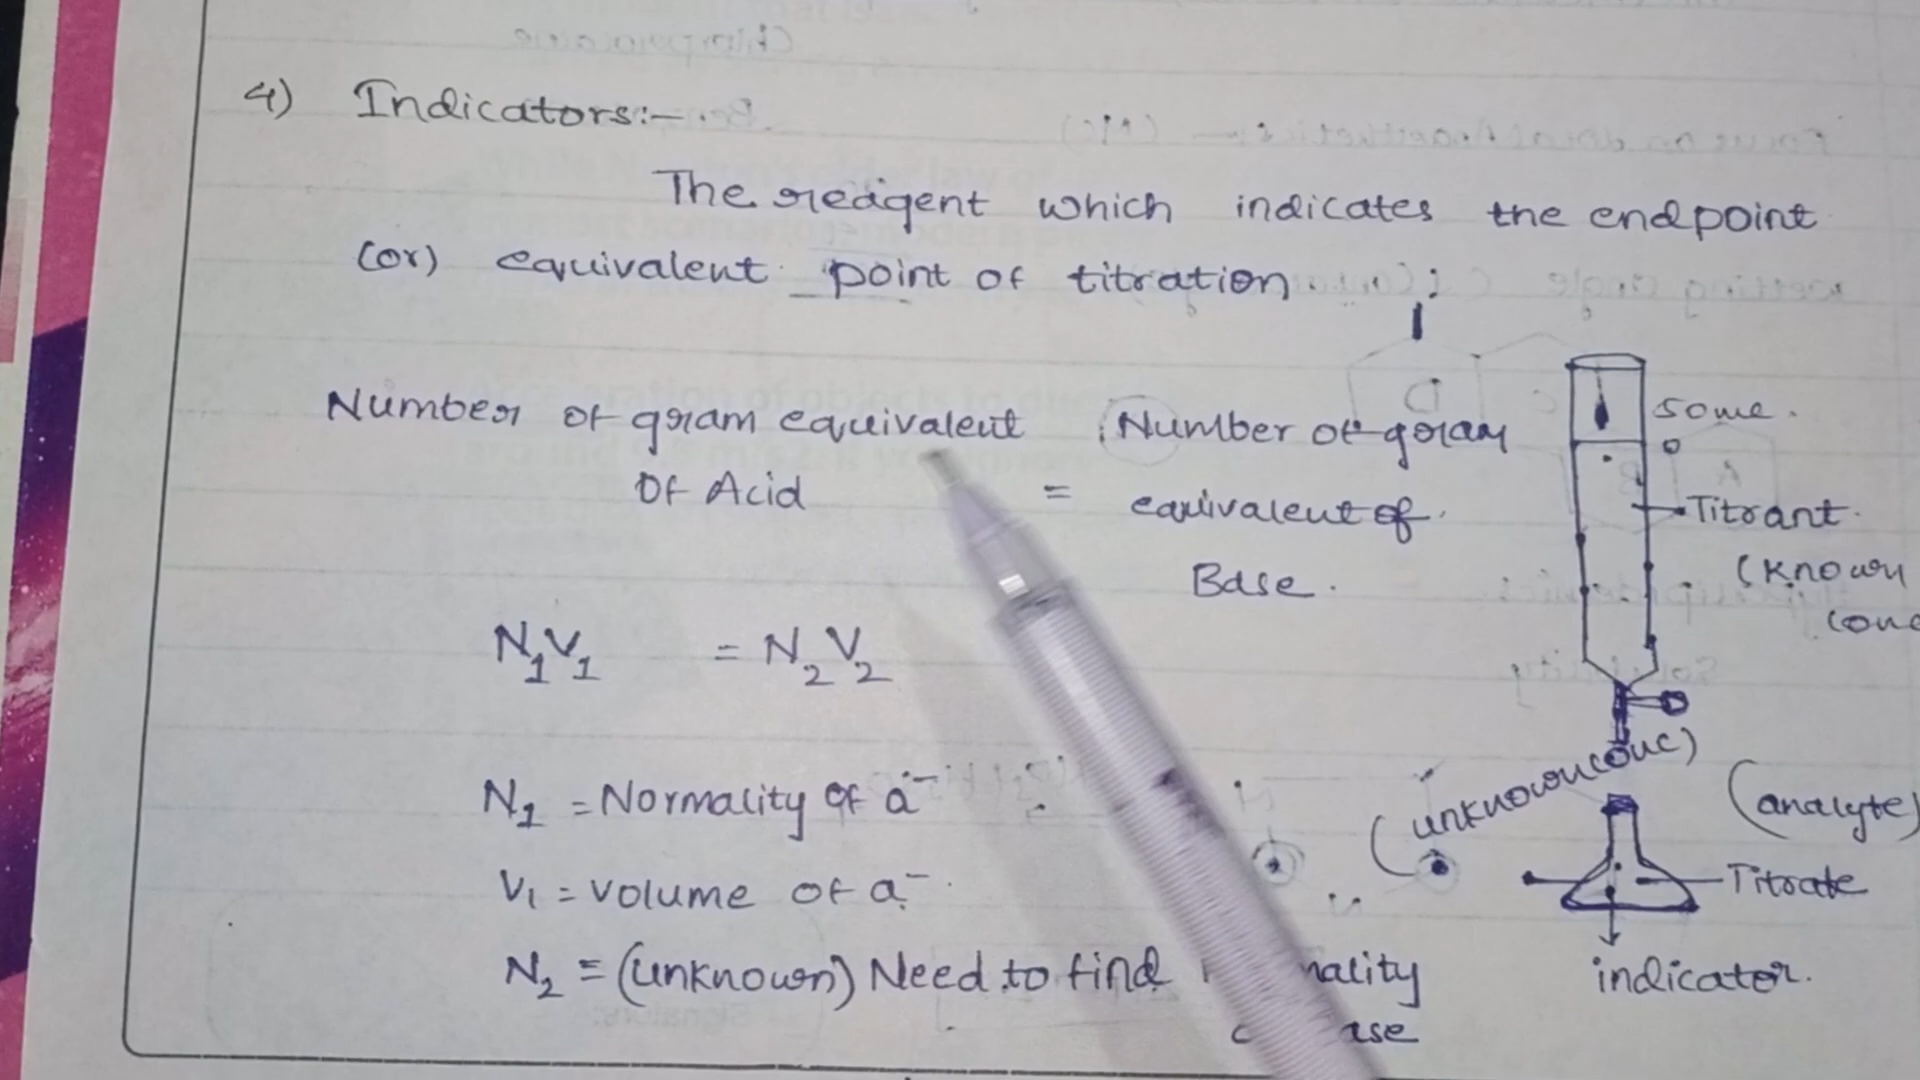 4) Indicators:-
The reagent which indicates the endpoint
(or) equivalent point of titration.
Number of gram equivalent
Of Acid
=
Number of gram
equivalent of
Base.
N1V1 = N2V2
N1 = Normality of a-
V1 = Volume of a-
N2 = (Unknown) Need to find
some.
0
Titrant
(Known
conc
(unknown conc)
(analyte)
Titrate
indicator.